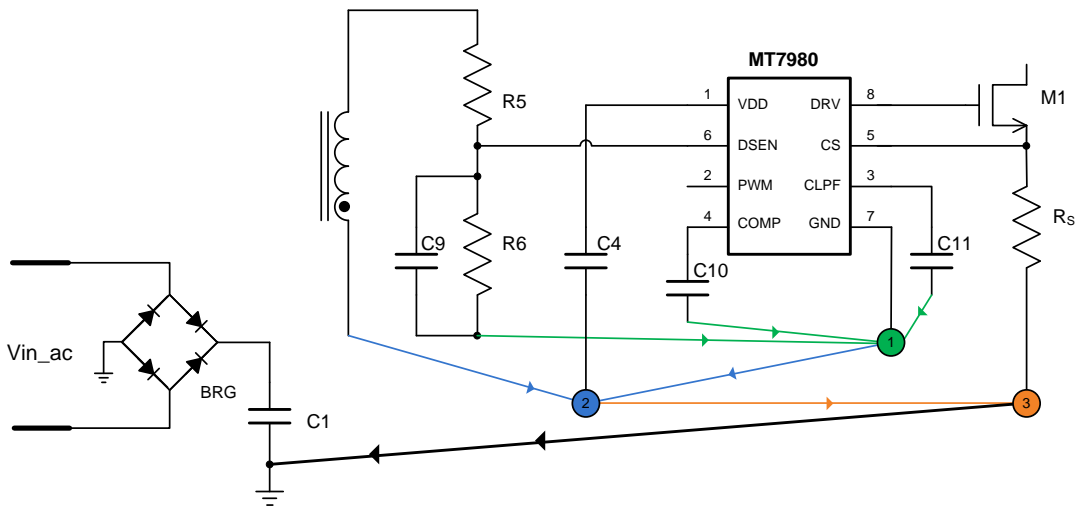 MT7980
R5
1 VDD DRV 8
M1
6 DSEN CS 5
2 PWM CLPF 3
4 COMP GND 7
RS
C9
R6
C4
C10
C11
Vin_ac
BRG
C1
1
2
3